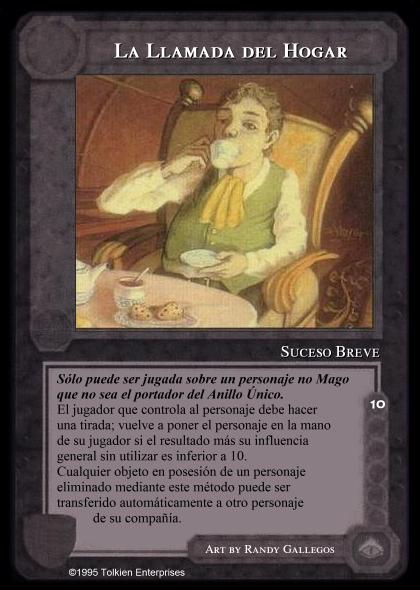 La Llamada del Hogar
Suceso Breve
Sólo puede ser jugada sobre un personaje no Mago
que no sea el portador del Anillo Único.
El jugador que controla al personaje debe hacer
una tirada; vuelve a poner el personaje en la mano
de su jugador si el resultado más su influencia
general sin utilizar es inferior a 10.
Cualquier objeto en posesión de un personaje
eliminado mediante este método puede ser
transferido automáticamente a otro personaje
de su compañía.
10
Art by Randy Gallegos
©1995 Tolkien Enterprises